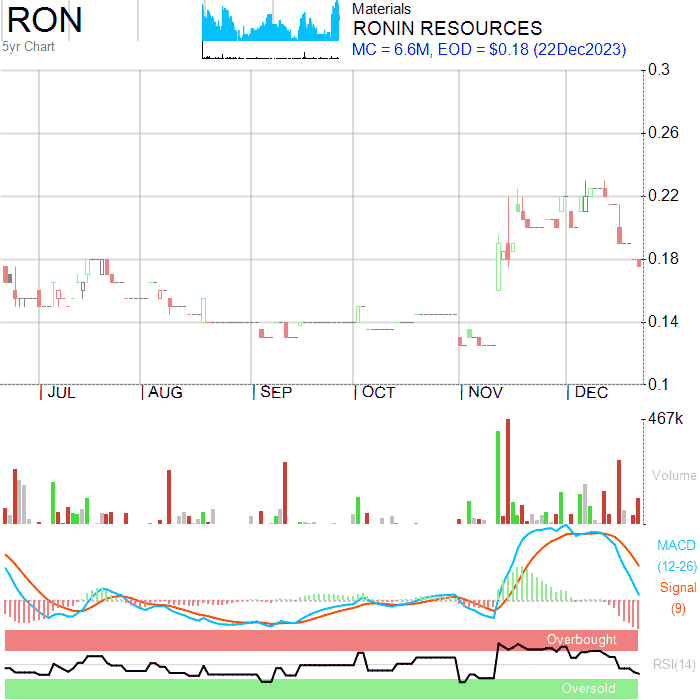 RON
5yr Chart
Materials
RONIN RESOURCES
MC = 6.6M, EOD = $0.18 (22Dec2023)
0.3
0.26
0.22
0.18
0.14
0.1
JUL AUG SEP OCT NOV DEC
467k
Volume
MACD
(12-26)
Signal
(9)
Overbought
RSI(14)
Oversold